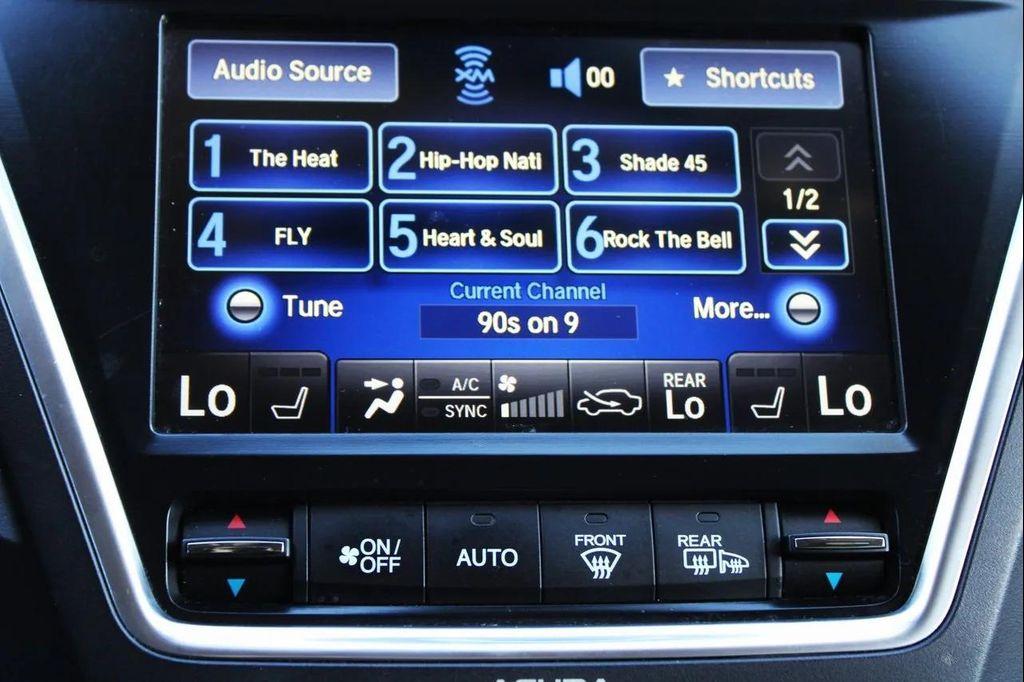 Audio Source
XM
00
★ Shortcuts
1 The Heat
2 Hip-Hop Nati
3 Shade 45
1/2
4 FLY
5 Heart & Soul
6 Rock The Bell
Tune
Current Channel
90s on 9
More...
Lo
A/C
SYNC
REAR
Lo
Lo
ON/
OFF
AUTO
FRONT
REAR
ACURA